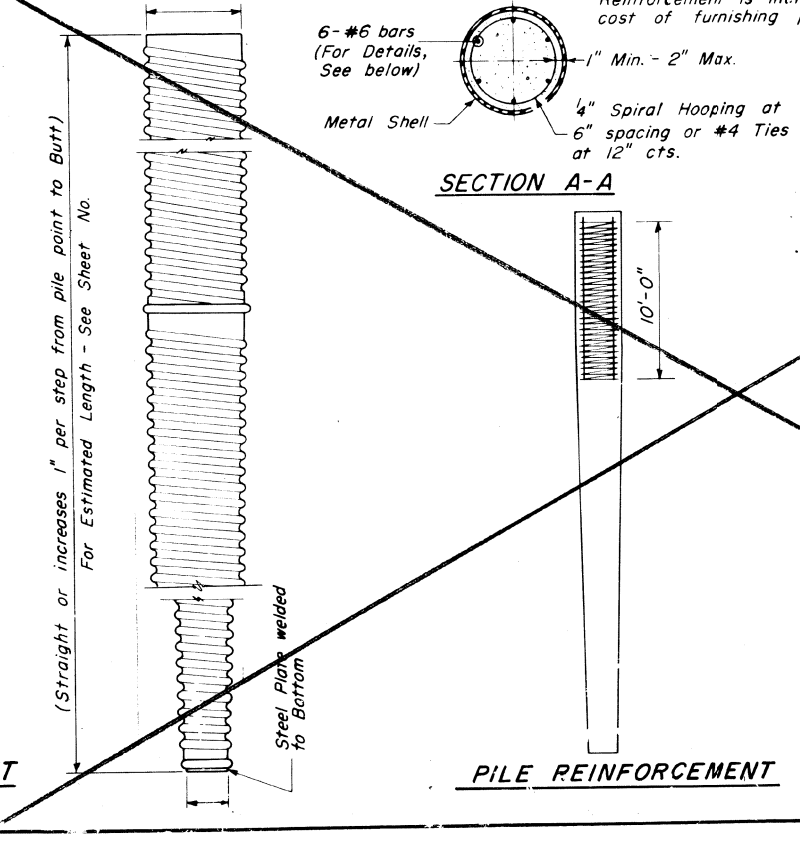 Reinforcement is
cost of furnishing
6-#6 bars
(For Details,
See below)
1" Min. - 2" Max.
Metal Shell
1/4" Spiral Hooping at
6" spacing or #4 Ties
at 12" cts.
SECTION A-A
(Straight or increases 1" per step from pile point to Butt)
For Estimated Length - See Sheet No.
10'-0"
Steel Plate welded
to Bottom
T
PILE REINFORCEMENT